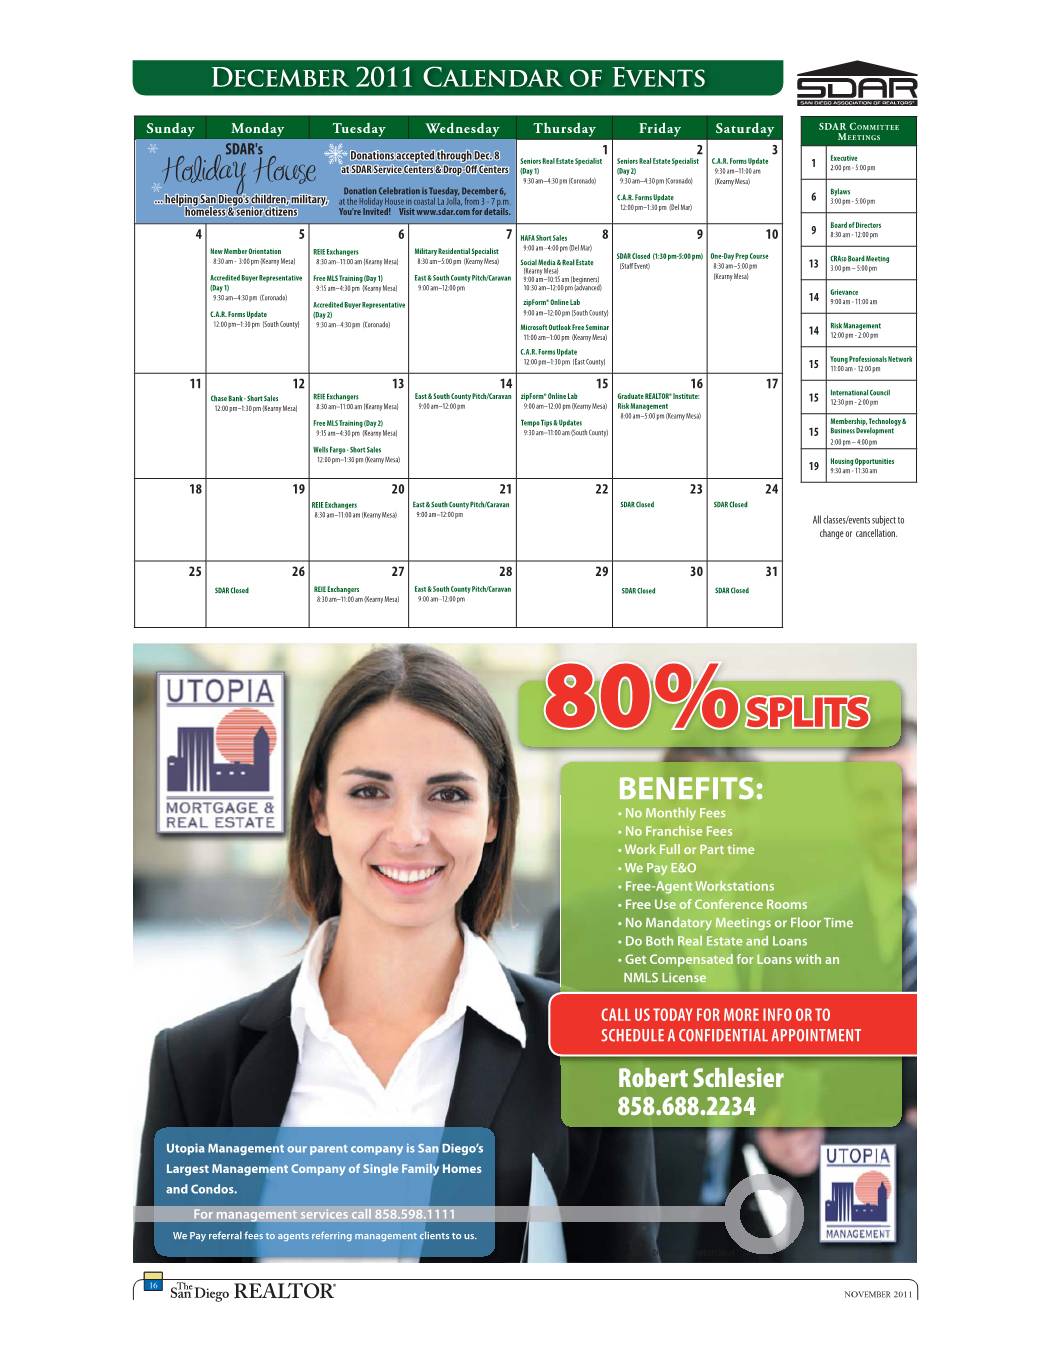 DECEMBER 2011 CALENDAR OF EVENTS
SDAR
SAN DIEGO ASSOCIATION OF REALTORS®
Sunday Monday Tuesday Wednesday Thursday Friday Saturday
SDAR's
Holiday House
... helping San Diego's children, military,
homeless & senior citizens
Donations accepted through Dec. 8
at SDAR Service Centers & Drop-Off Centers
Donation Celebration is Tuesday, December 6,
at the Holiday House in coastal La Jolla, from 3 - 7 p.m.
You're Invited! Visit www.sdar.com for details.
1
Seniors Real Estate Specialist
(Day 1)
9:30 am–4:30 pm (Coronado)
2
Seniors Real Estate Specialist
(Day 2)
9:30 am–4:30 pm (Coronado)
C.A.R. Forms Update
12:00 pm–1:30 pm (Del Mar)
3
C.A.R. Forms Update
9:30 am–11:00 am
(Kearny Mesa)
4
5
New Member Orientation
8:30 am - 3:00 pm (Kearny Mesa)
Accredited Buyer Representative
(Day 1)
9:30 am–4:30 pm (Coronado)
C.A.R. Forms Update
12:00 pm–1:30 pm (South County)
6
REIE Exchangers
8:30 am–11:00 am (Kearny Mesa)
Free MLS Training (Day 1)
9:15 am–4:30 pm (Kearny Mesa)
Accredited Buyer Representative
(Day 2)
9:30 am–4:30 pm (Coronado)
7
Military Residential Specialist
8:30 am–5:00 pm (Kearny Mesa)
East & South County Pitch/Caravan
9:00 am–12:00 pm
8
HAFA Short Sales
9:00 am -4:00 pm (Del Mar)
Social Media & Real Estate
(Kearny Mesa)
9:00 am–10:15 am (beginners)
10:30 am–12:00 pm (advanced)
zipForm® Online Lab
9:00 am–12:00 pm (South County)
Microsoft Outlook Free Seminar
11:00 am–1:00 pm (Kearny Mesa)
C.A.R. Forms Update
12:00 pm–1:30 pm (East County)
9
SDAR Closed (1:30 pm-5:00 pm)
(Staff Event)
10
One-Day Prep Course
8:30 am–5:00 pm
(Kearny Mesa)
11
12
Chase Bank - Short Sales
12:00 pm–1:30 pm (Kearny Mesa)
13
REIE Exchangers
8:30 am–11:00 am (Kearny Mesa)
Free MLS Training (Day 2)
9:15 am–4:30 pm (Kearny Mesa)
Wells Fargo - Short Sales
12:00 pm–1:30 pm (Kearny Mesa)
14
East & South County Pitch/Caravan
9:00 am–12:00 pm
15
zipForm® Online Lab
9:00 am–12:00 pm (Kearny Mesa)
Tempo Tips & Updates
9:30 am–11:00 am (South County)
16
Graduate REALTOR® Institute:
Risk Management
8:00 am–5:00 pm (Kearny Mesa)
17
18
19
20
REIE Exchangers
8:30 am–11:00 am (Kearny Mesa)
21
East & South County Pitch/Caravan
9:00 am–12:00 pm
22
23
SDAR Closed
24
SDAR Closed
25
26
SDAR Closed
27
REIE Exchangers
8:30 am–11:00 am (Kearny Mesa)
28
East & South County Pitch/Caravan
9:00 am–12:00 pm
29
30
SDAR Closed
31
SDAR Closed
SDAR COMMITTEE
MEETINGS
1 Executive
2:00 pm - 5:00 pm
6 Bylaws
3:00 pm - 5:00 pm
9 Board of Directors
8:30 am - 12:00 pm
13 CRASD Board Meeting
3:00 pm – 5:00 pm
14 Grievance
9:00 am - 11:00 am
14 Risk Management
12:00 pm - 2:00 pm
15 Young Professionals Network
11:00 am - 12:00 pm
15 International Council
12:30 pm - 2:00 pm
15 Membership, Technology &
Business Development
2:00 pm – 4:00 pm
19 Housing Opportunities
9:30 am - 11:30 am
All classes/events subject to
change or cancellation.
UTOPIA
MORTGAGE &
REAL ESTATE
80% SPLITS
BENEFITS:
• No Monthly Fees
• No Franchise Fees
• Work Full or Part time
• We Pay E&O
• Free-Agent Workstations
• Free Use of Conference Rooms
• No Mandatory Meetings or Floor Time
• Do Both Real Estate and Loans
• Get Compensated for Loans with an
NMLS License
CALL US TODAY FOR MORE INFO OR TO
SCHEDULE A CONFIDENTIAL APPOINTMENT
Robert Schlesier
858.688.2234
Utopia Management our parent company is San Diego's
Largest Management Company of Single Family Homes
and Condos.
For management services call 858.598.1111
We Pay referral fees to agents referring management clients to us.
UTOPIA
MANAGEMENT
16
The San Diego REALTOR®
NOVEMBER 2011